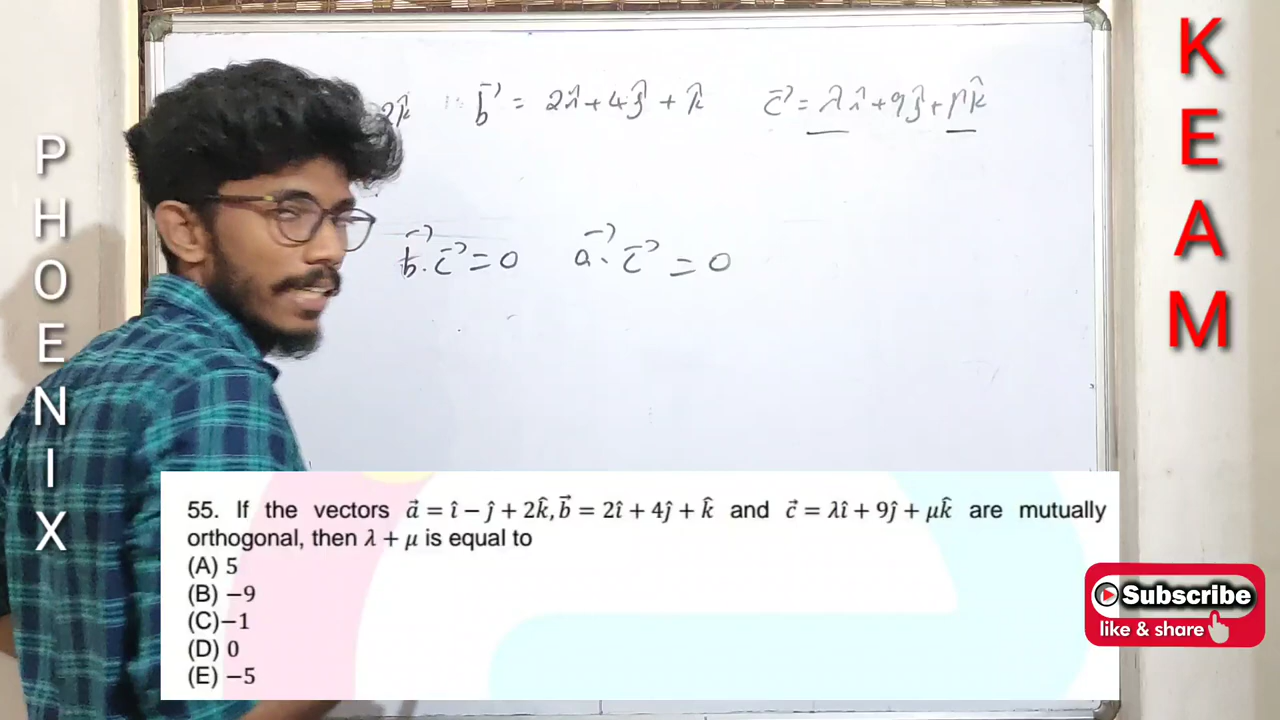 PHOENIX
KEAM
2k̂ b⃗ = 2î + 4ĵ + k̂ c⃗ = λî + 9ĵ + μk̂
b⃗ . c⃗ = 0 a⃗ . c⃗ = 0
55. If the vectors a⃗ = î − ĵ + 2k̂, b⃗ = 2î + 4ĵ + k̂ and c⃗ = λî + 9ĵ + μk̂ are mutually
orthogonal, then λ + μ is equal to
(A) 5
(B) −9
(C)−1
(D) 0
(E) −5
Subscribe
like & share